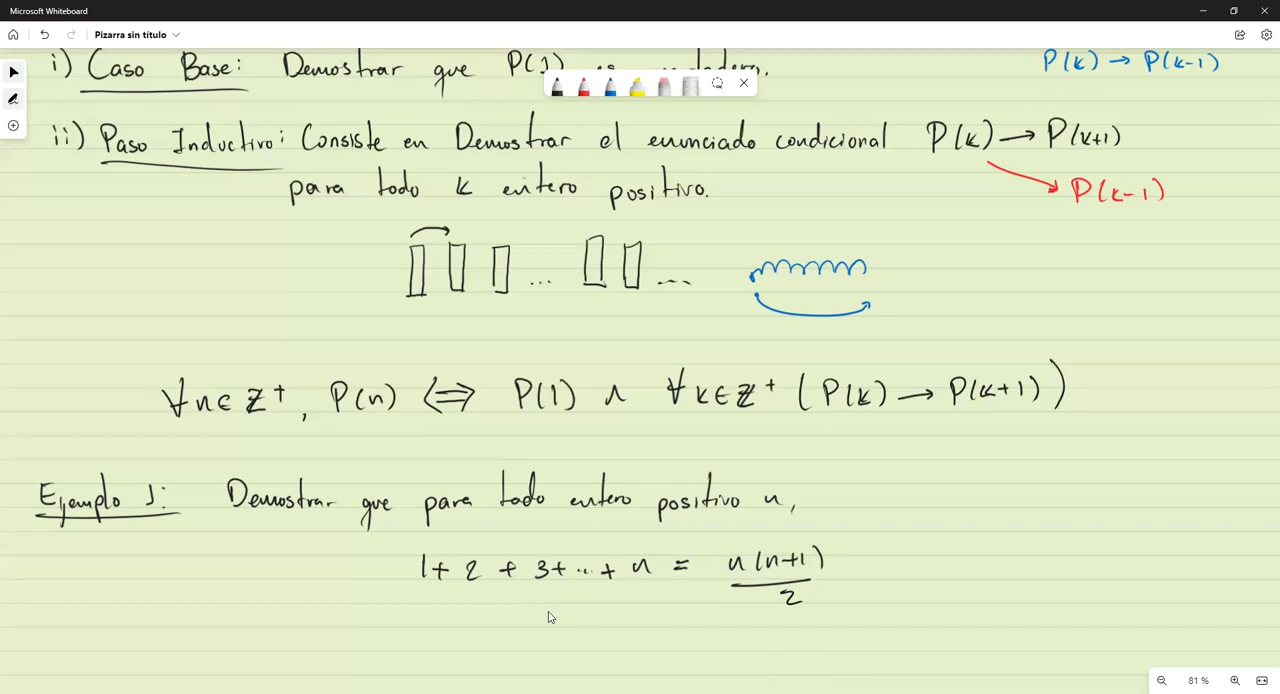 Microsoft Whiteboard
Pizarra sin título
i) Caso Base: Demostrar que P(1)
P(k) → P(k-1)
ii) Paso Inductivo: Consiste en Demostrar el enunciado condicional P(k) → P(k+1)
para todo k entero positivo.
P(k-1)
... ...
∀n∈ℤ⁺, P(n) ⟺ P(1) ∧ ∀k∈ℤ⁺ (P(k) → P(k+1))
Ejemplo 1: Demostrar que para todo entero positivo n,
1 + 2 + 3 + ... + n = n(n+1)
2
81 %